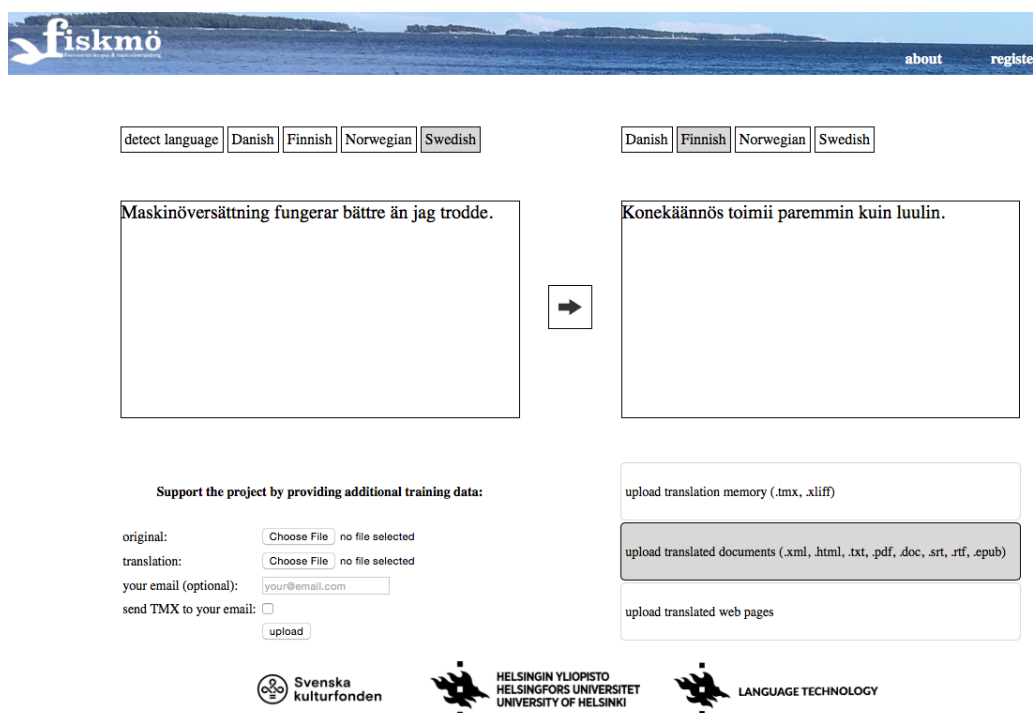 fiskmö
about registe
detect language Danish Finnish Norwegian Swedish
Danish Finnish Norwegian Swedish
Maskinöversättning fungerar bättre än jag trodde.
Konekäännös toimii paremmin kuin luulin.
Support the project by providing additional training data:
original: Choose File no file selected
translation: Choose File no file selected
your email (optional): your@email.com
send TMX to your email:
upload
upload translation memory (.tmx, .xliff)
upload translated documents (.xml, .html, .txt, .pdf, .doc, .srt, .rtf, .epub)
upload translated web pages
Svenska
kulturfonden
HELSINGIN YLIOPISTO
HELSINGFORS UNIVERSITET
UNIVERSITY OF HELSINKI
LANGUAGE TECHNOLOGY